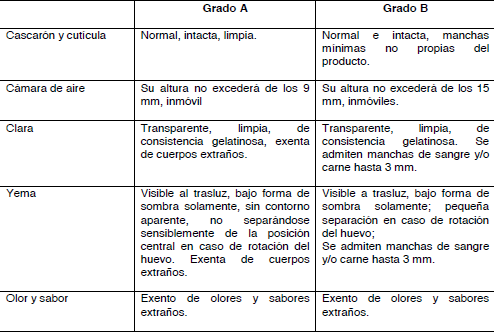 Grado A
Grado B
Cascarón y cutícula
Normal, intacta, limpia.
Normal e intacta, manchas
mínimas no propias del
producto.
Cámara de aire
Su altura no excederá de los 9
mm, inmóvil
Su altura no excederá de los 15
mm, inmóviles.
Clara
Transparente, limpia, de
consistencia gelatinosa, exenta
de cuerpos extraños.
Transparente, limpia, de
consistencia gelatinosa. Se
admiten manchas de sangre y/o
carne hasta 3 mm.
Yema
Visible al trasluz, bajo forma de
sombra solamente, sin contorno
aparente, no separándose
sensiblemente de la posición
central en caso de rotación del
huevo. Exenta de cuerpos
extraños.
Visible a trasluz, bajo forma de
sombra solamente; pequeña
separación en caso de rotación
del huevo;
Se admiten manchas de sangre
y/o carne hasta 3 mm.
Olor y sabor
Exento de olores y sabores
extraños.
Exento de olores y sabores
extraños.